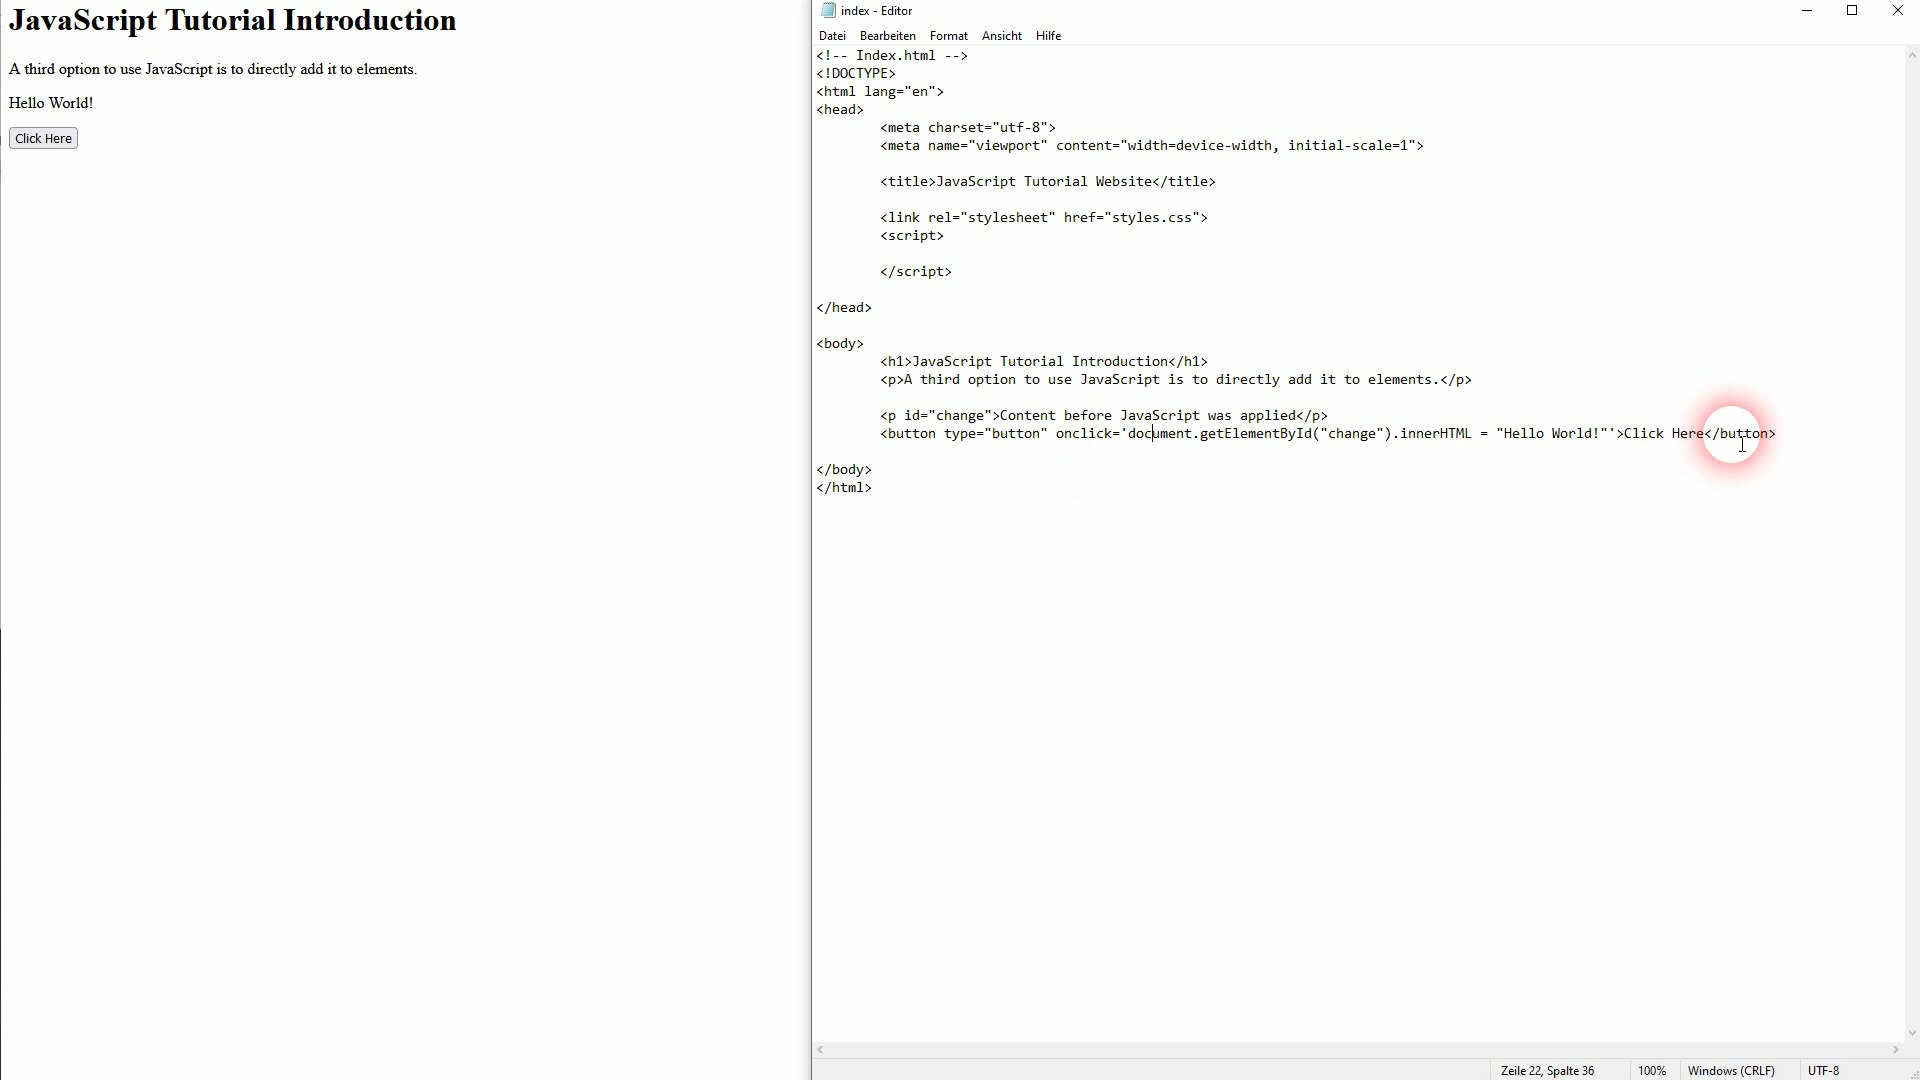 JavaScript Tutorial Introduction
A third option to use JavaScript is to directly add it to elements.
Hello World!
Click Here
index - Editor
Datei Bearbeiten Format Ansicht Hilfe
<!-- Index.html -->
<!DOCTYPE>
<html lang="en">
<head>
<meta charset="utf-8">
<meta name="viewport" content="width=device-width, initial-scale=1">
<title>JavaScript Tutorial Website</title>
<link rel="stylesheet" href="styles.css">
<script>
</script>
</head>
<body>
<h1>JavaScript Tutorial Introduction</h1>
<p>A third option to use JavaScript is to directly add it to elements.</p>
<p id="change">Content before JavaScript was applied</p>
<button type="button" onclick='document.getElementById("change").innerHTML = "Hello World!"'>Click Here</button>
</body>
</html>
Zeile 22, Spalte 36 100% Windows (CRLF) UTF-8